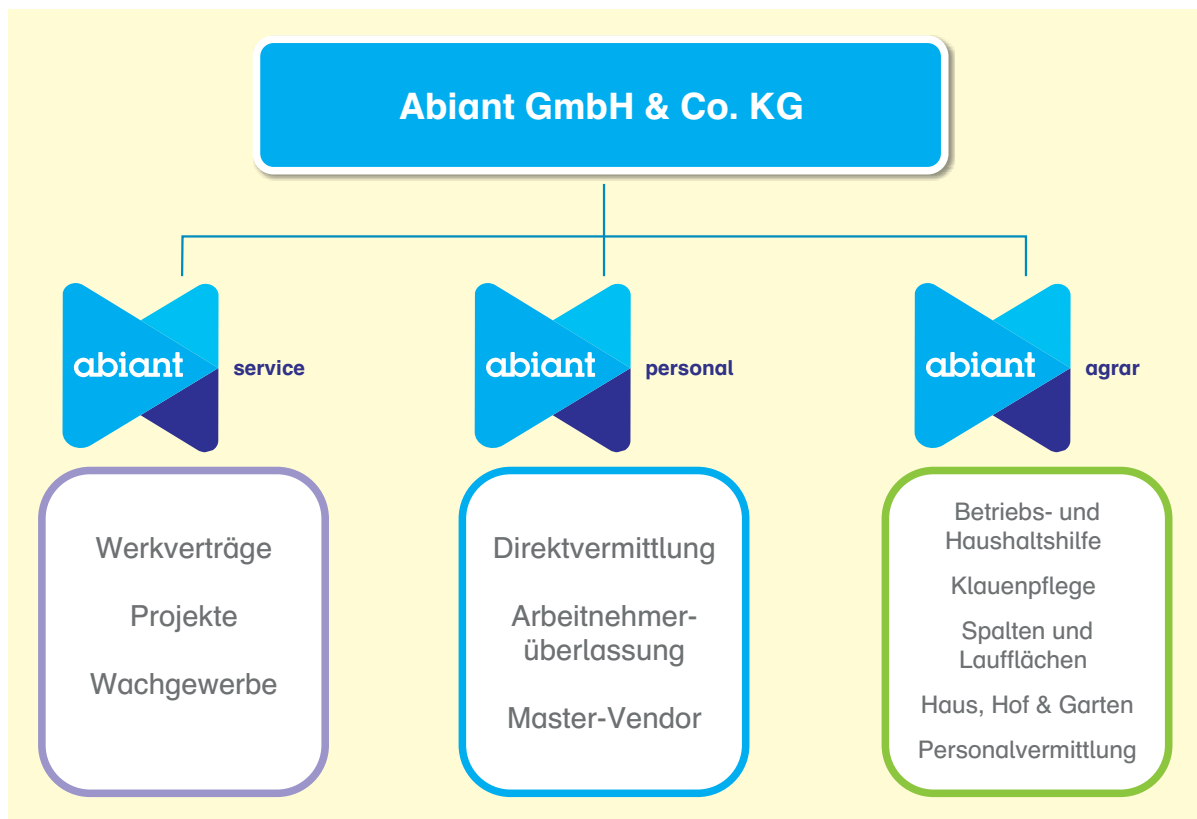 Abiant GmbH & Co. KG
abiant service
Werkverträge
Projekte
Wachgewerbe
abiant personal
Direktvermittlung
Arbeitnehmer-
überlassung
Master-Vendor
abiant agrar
Betriebs- und
Haushaltshilfe
Klauenpflege
Spalten und
Laufflächen
Haus, Hof & Garten
Personalvermittlung